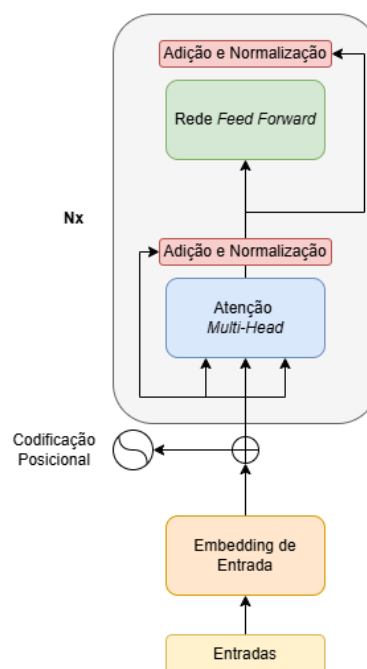 Adição e Normalização
Rede Feed Forward
Nx
Adição e Normalização
Atenção
Multi-Head
Codificação
Posicional
Embedding de
Entrada
Entradas